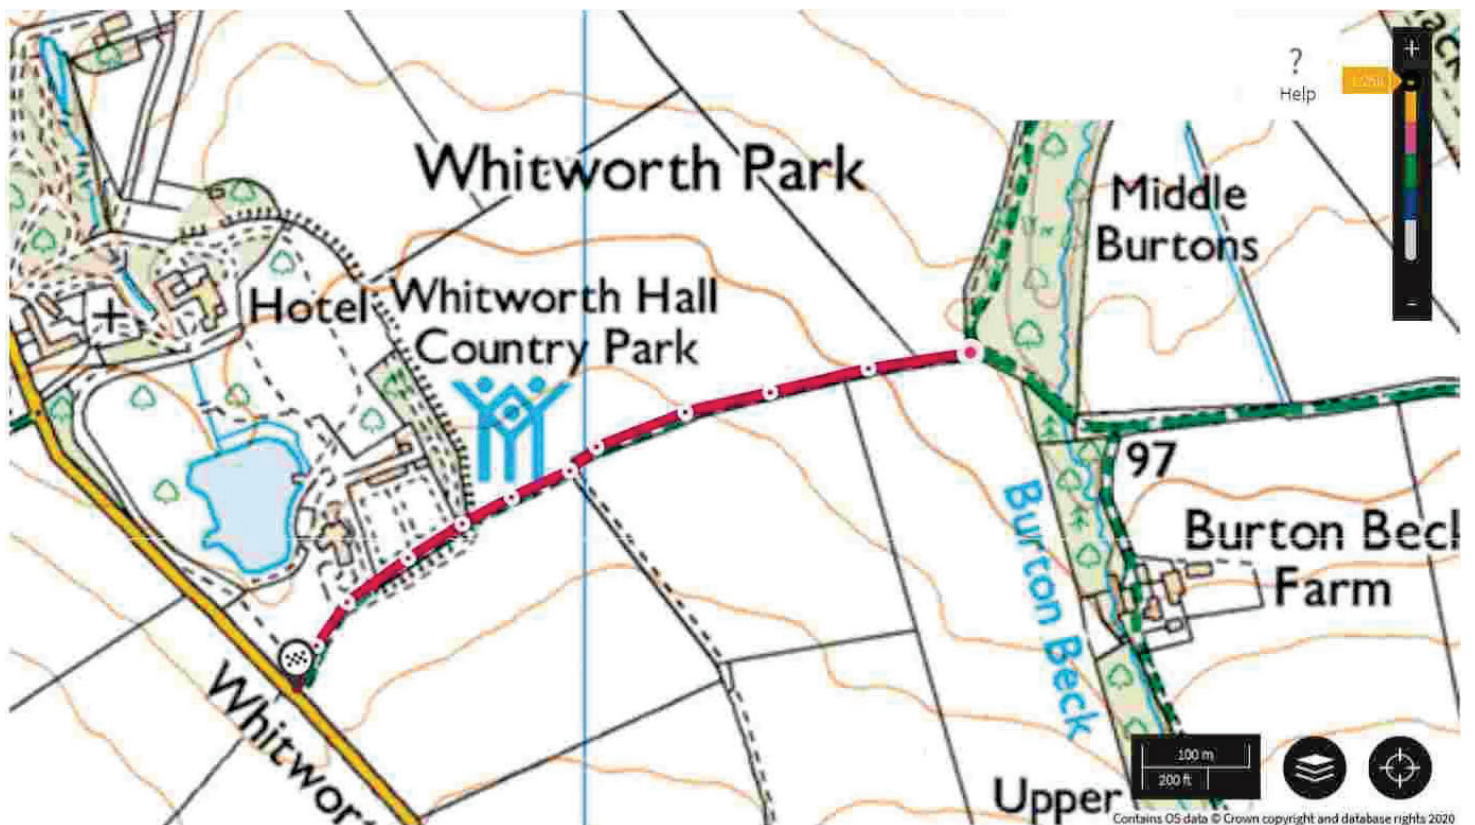 ?
Help
+
Whitworth Park
Middle
Burtons
Hotel
Whitworth Hall
Country Park
97
Burton Beck
Burton Bec
Farm
Whitwor
Upper
100 m
200 ft
Contains OS data © Crown copyright and database rights 2020